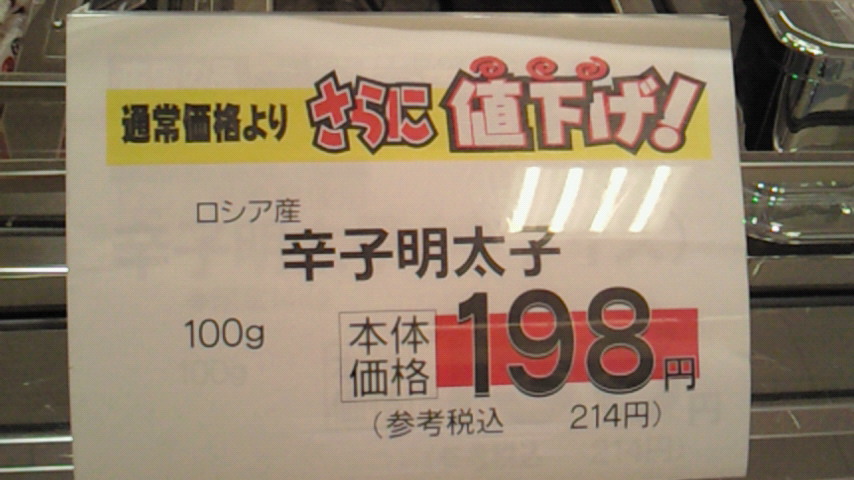 通常価格より さらに 値下げ!
ロシア産
辛子明太子
100g 本体価格 198円
(参考税込 214円)